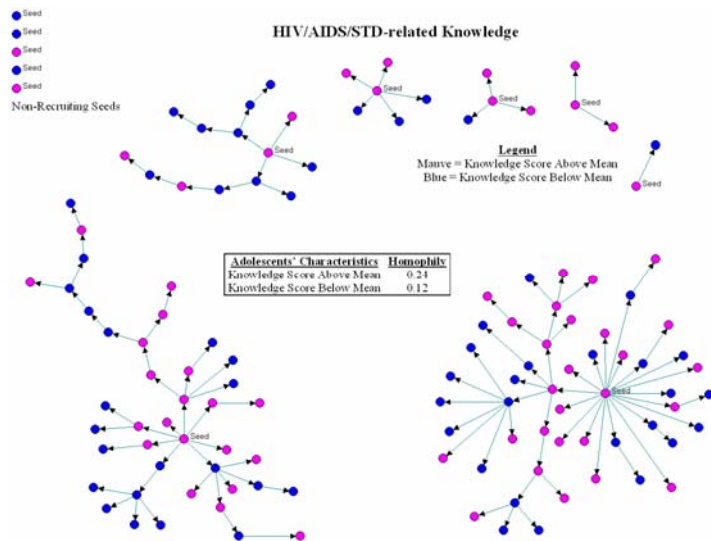 Seed
HIV/AIDS/STD-related Knowledge
Seed
Seed
Seed
Seed
Non-Recruiting Seeds
Seed
Seed
Seed
Seed
Legend
Mauve = Knowledge Score Above Mean
Blue = Knowledge Score Below Mean
Seed
Adolescents' Characteristics Homophily
Knowledge Score Above Mean 0.24
Knowledge Score Below Mean 0.12
Seed
Seed